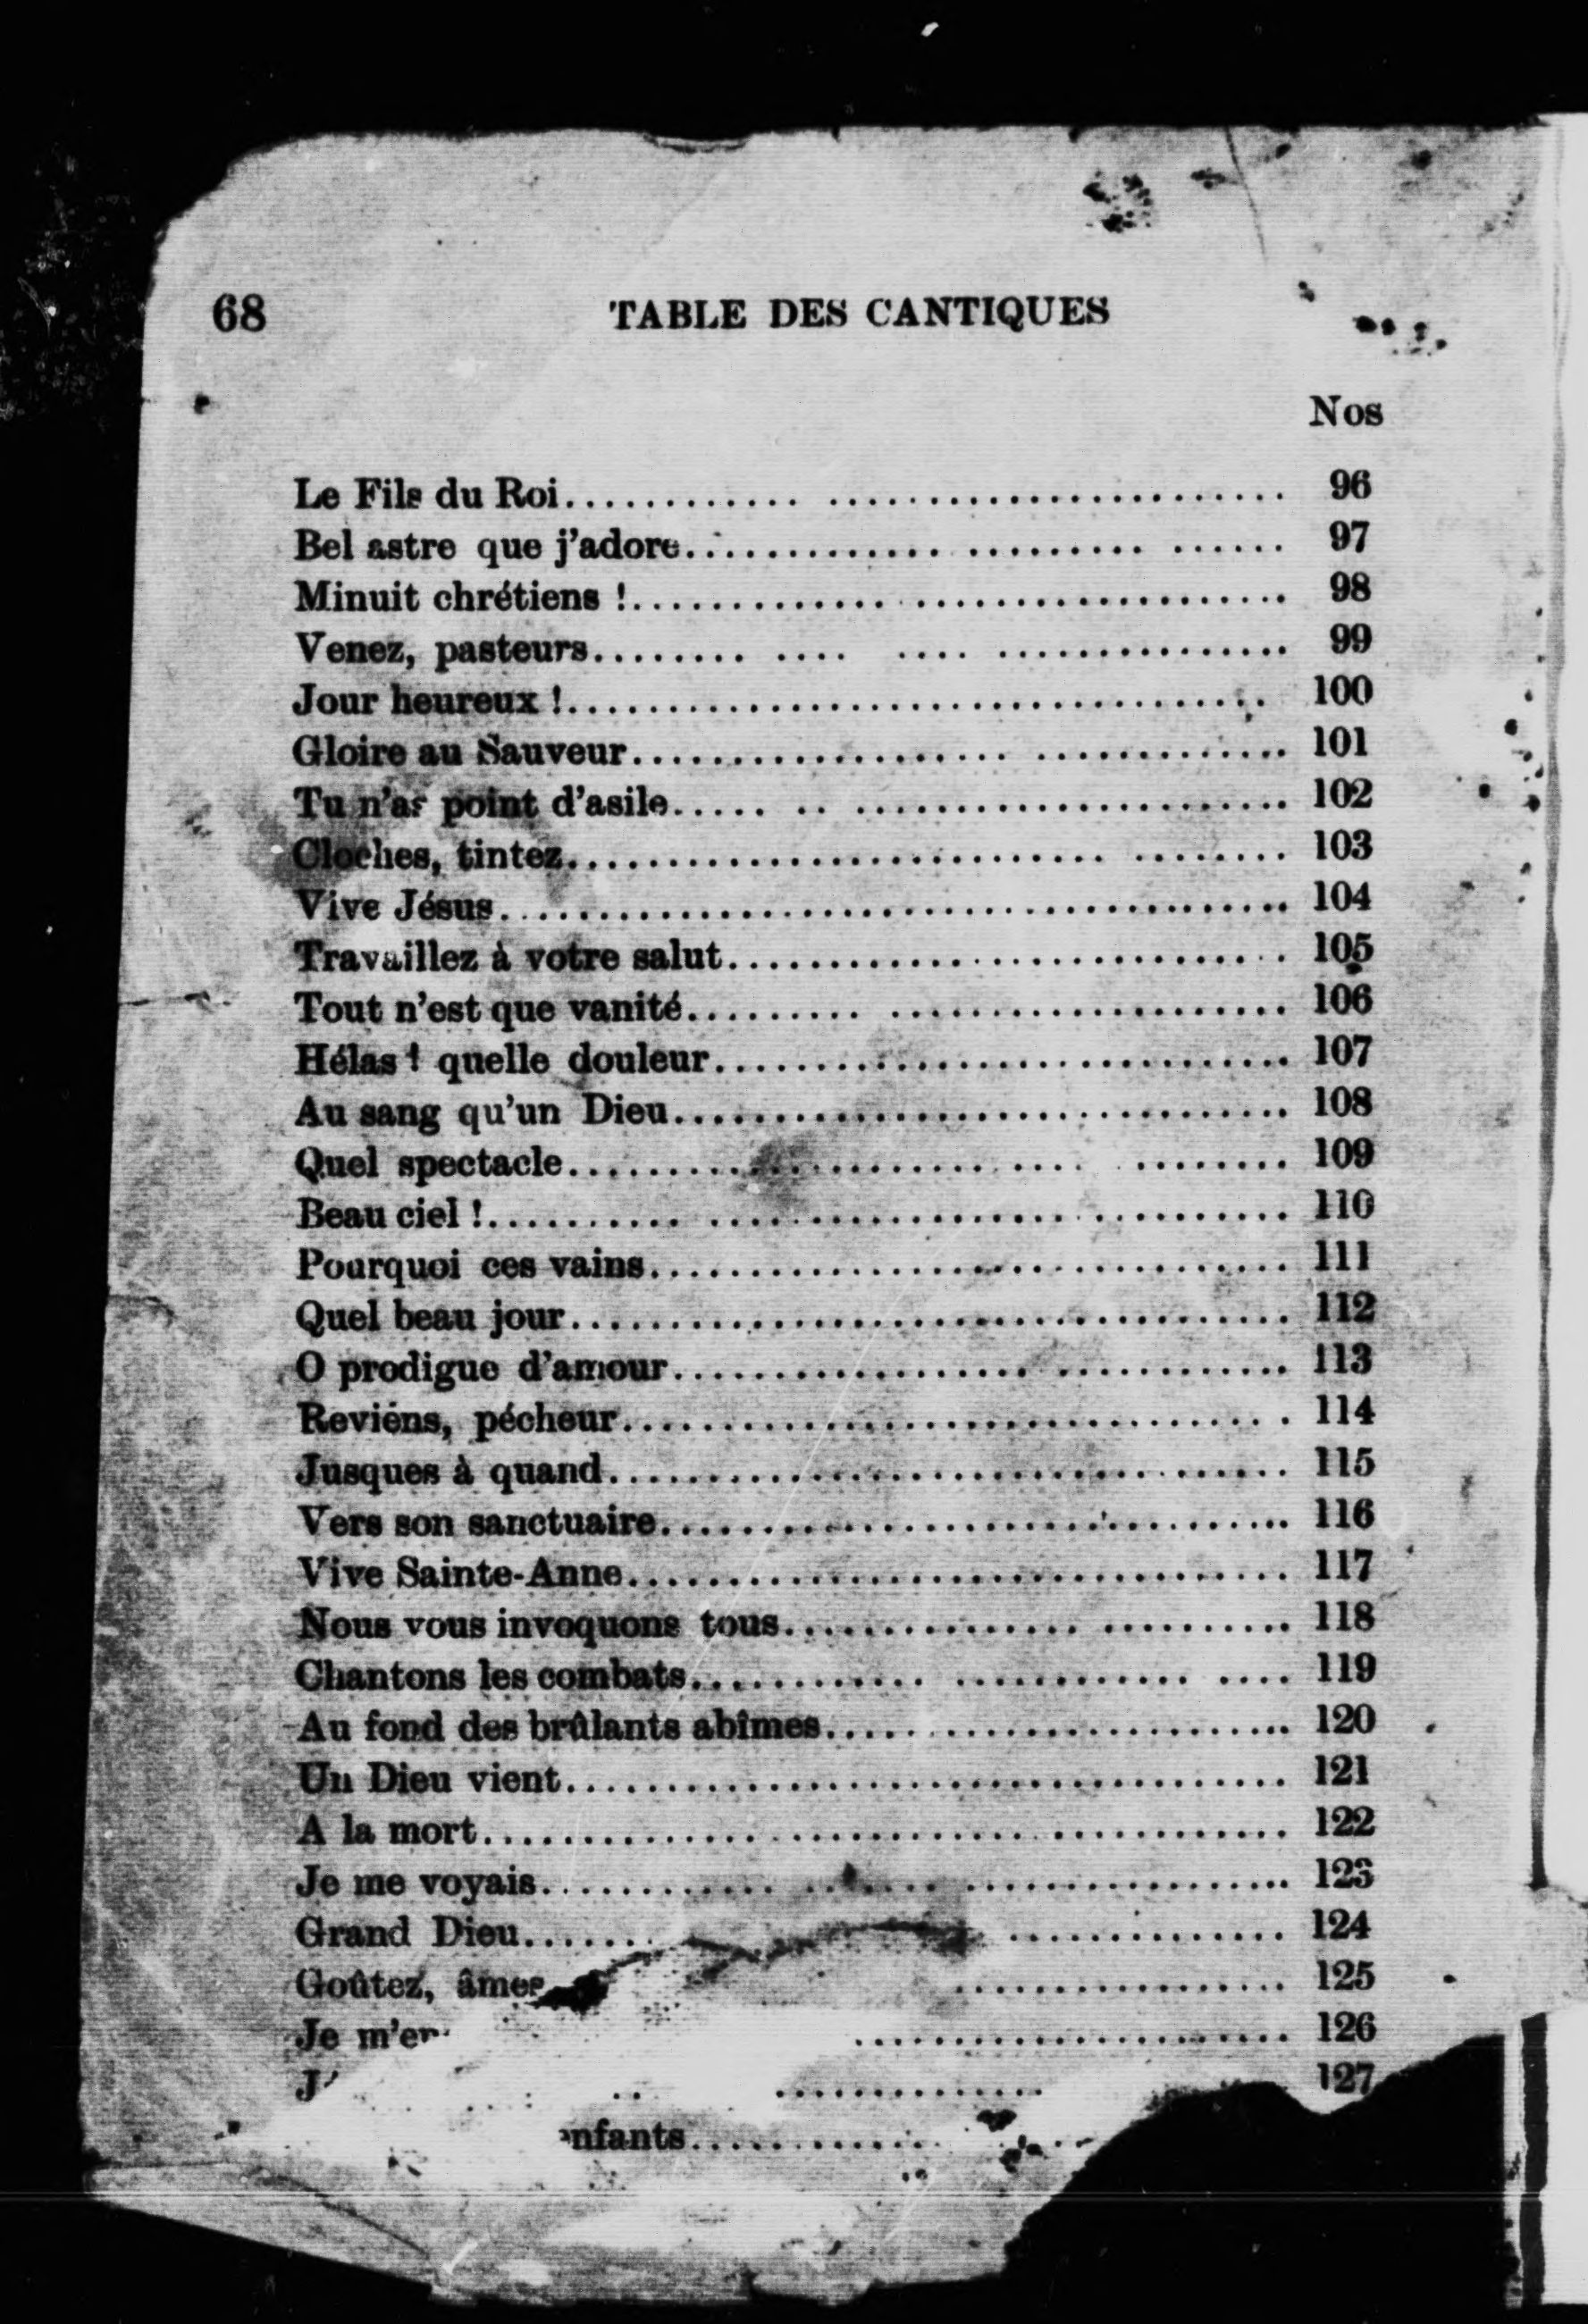 68 TABLE DES CANTIQUES
Nos
Le Fils du Roi........................................ 96
Bel astre que j'adore........................................ 97
Minuit chrétiens !........................................ 98
Venez, pasteurs........................................ 99
Jour heureux !........................................ 100
Gloire au Sauveur........................................ 101
Tu n'as point d'asile........................................ 102
Cloches, tintez........................................ 103
Vive Jésus........................................ 104
Travaillez à votre salut........................................ 105
Tout n'est que vanité........................................ 106
Hélas ! quelle douleur........................................ 107
Au sang qu'un Dieu........................................ 108
Quel spectacle........................................ 109
Beau ciel !........................................ 110
Pourquoi ces vains........................................ 111
Quel beau jour........................................ 112
O prodigue d'amour........................................ 113
Reviens, pécheur........................................ 114
Jusques à quand........................................ 115
Vers son sanctuaire........................................ 116
Vive Sainte-Anne........................................ 117
Nous vous invoquons tous........................................ 118
Chantons les combats........................................ 119
Au fond des brûlants abîmes........................................ 120
Un Dieu vient........................................ 121
A la mort........................................ 122
Je me voyais........................................ 123
Grand Dieu........................................ 124
Goûtez, âmes ................. 125
Je ...................... 126
127